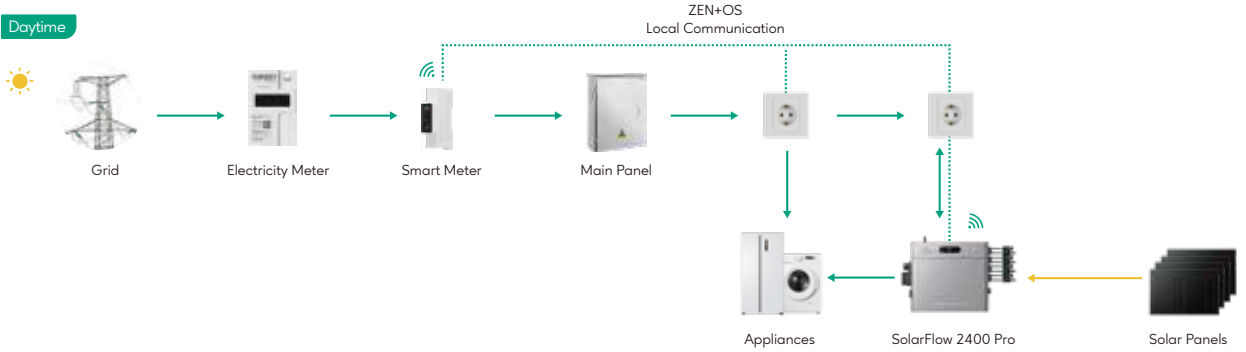 Daytime
ZEN+OS
Local Communication
Grid
Electricity Meter
Smart Meter
Main Panel
Appliances
SolarFlow 2400 Pro
Solar Panels